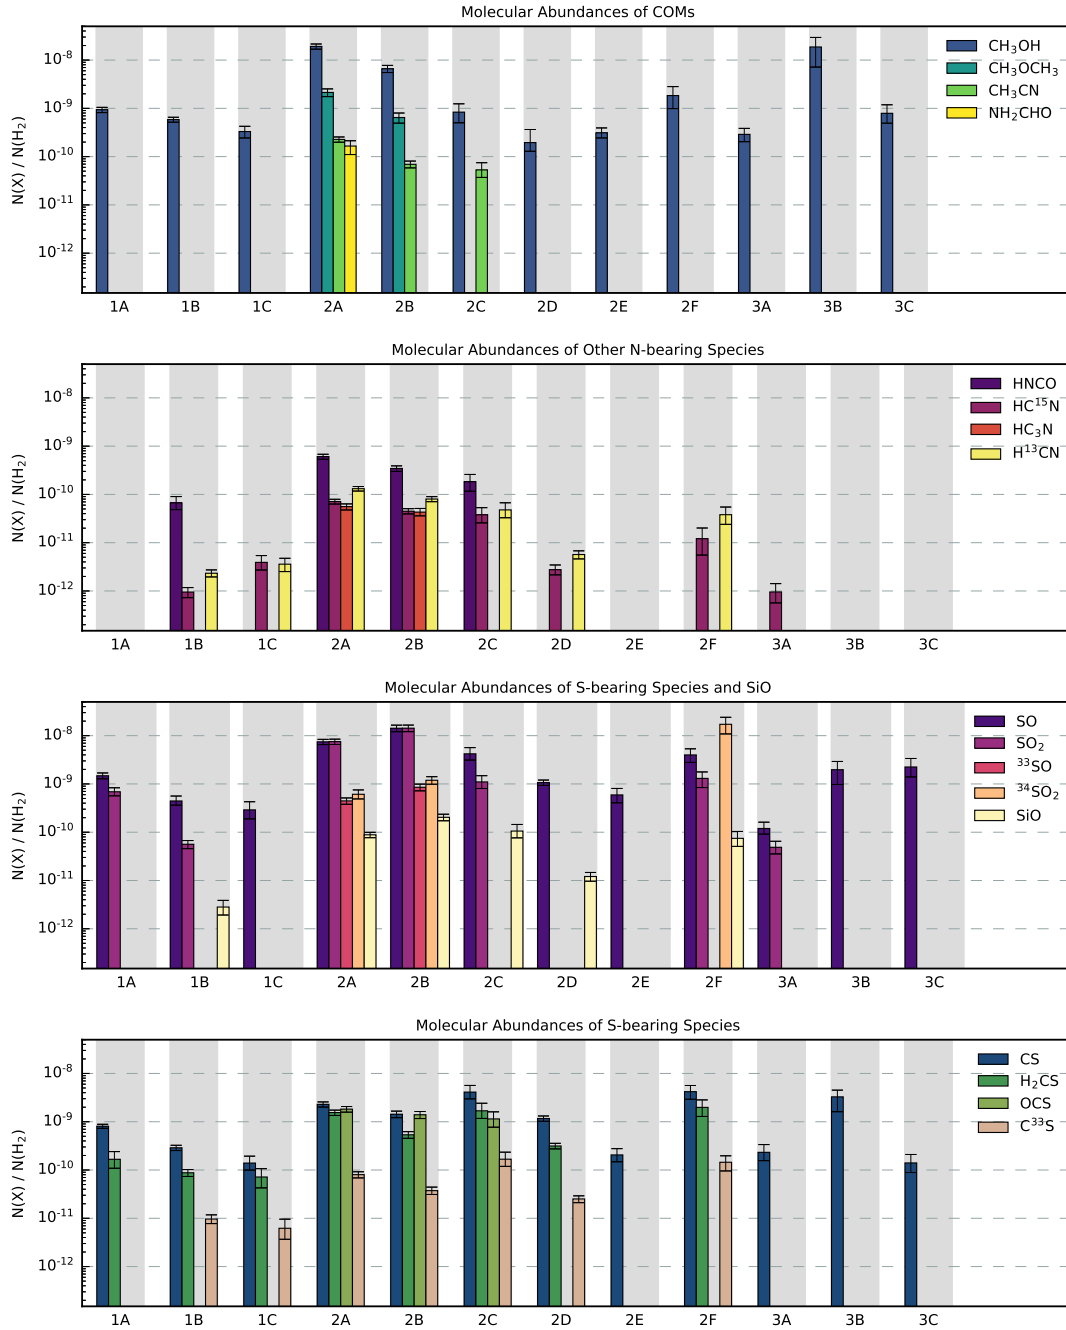 Molecular Abundances of COMs
N(X) / N(H₂)
10⁻⁸
10⁻⁹
10⁻¹⁰
10⁻¹¹
10⁻¹²
CH₃OH
CH₃OCH₃
CH₃CN
NH₂CHO
1A 1B 1C 2A 2B 2C 2D 2E 2F 3A 3B 3C
Molecular Abundances of Other N-bearing Species
N(X) / N(H₂)
10⁻⁸
10⁻⁹
10⁻¹⁰
10⁻¹¹
10⁻¹²
HNCO
HC¹⁵N
HC₃N
H¹³CN
1A 1B 1C 2A 2B 2C 2D 2E 2F 3A 3B 3C
Molecular Abundances of S-bearing Species and SiO
N(X) / N(H₂)
10⁻⁸
10⁻⁹
10⁻¹⁰
10⁻¹¹
10⁻¹²
SO
SO₂
³³SO
³⁴SO₂
SiO
1A 1B 1C 2A 2B 2C 2D 2E 2F 3A 3B 3C
Molecular Abundances of S-bearing Species
N(X) / N(H₂)
10⁻⁸
10⁻⁹
10⁻¹⁰
10⁻¹¹
10⁻¹²
CS
H₂CS
OCS
C³³S
1A 1B 1C 2A 2B 2C 2D 2E 2F 3A 3B 3C